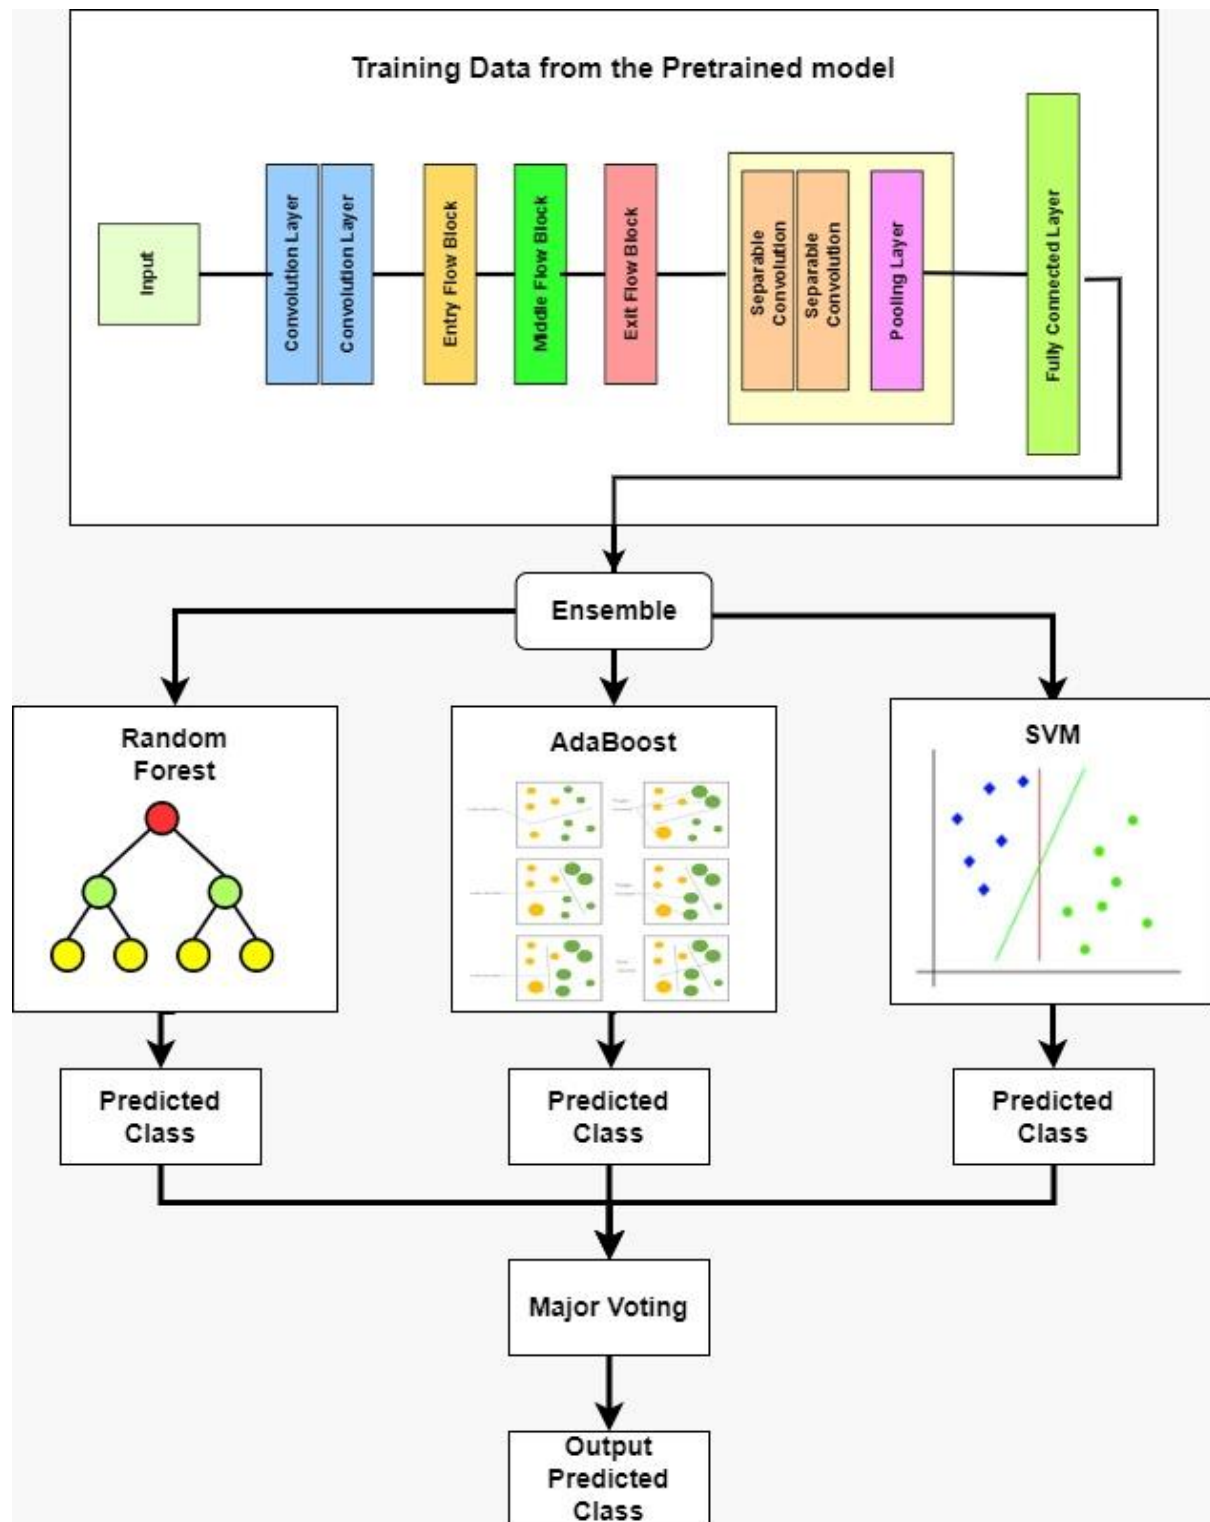 Training Data from the Pretrained model
Input
Convolution Layer
Convolution Layer
Entry Flow Block
Middle Flow Block
Exit Flow Block
Separable
Convolution
Separable
Convolution
Pooling Layer
Fully Connected Layer
Ensemble
Random
Forest
AdaBoost
SVM
Predicted
Class
Predicted
Class
Predicted
Class
Major Voting
Output
Predicted
Class